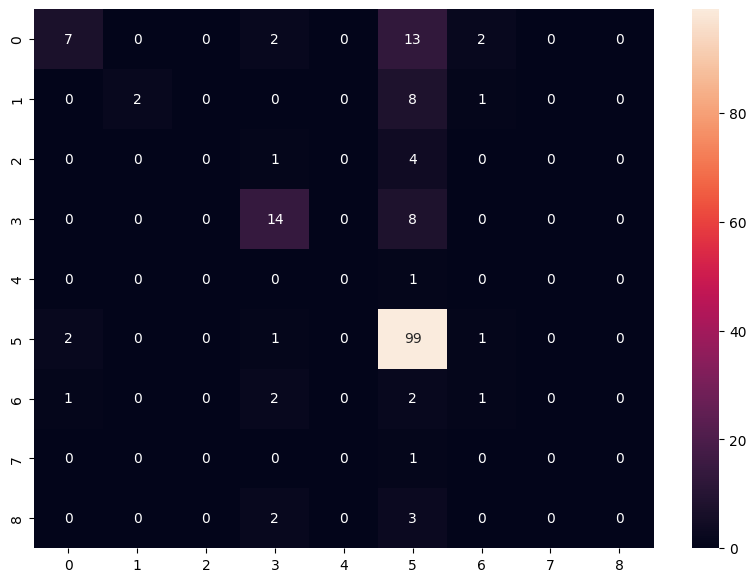 0 7 0 0 2 0 13 2 0 0
1 0 2 0 0 0 8 1 0 0
2 0 0 0 1 0 4 0 0 0
3 0 0 0 14 0 8 0 0 0
4 0 0 0 0 0 1 0 0 0
5 2 0 0 1 0 99 1 0 0
6 1 0 0 2 0 2 1 0 0
7 0 0 0 0 0 1 0 0 0
8 0 0 0 2 0 3 0 0 0
0 1 2 3 4 5 6 7 8
80
60
40
20
0